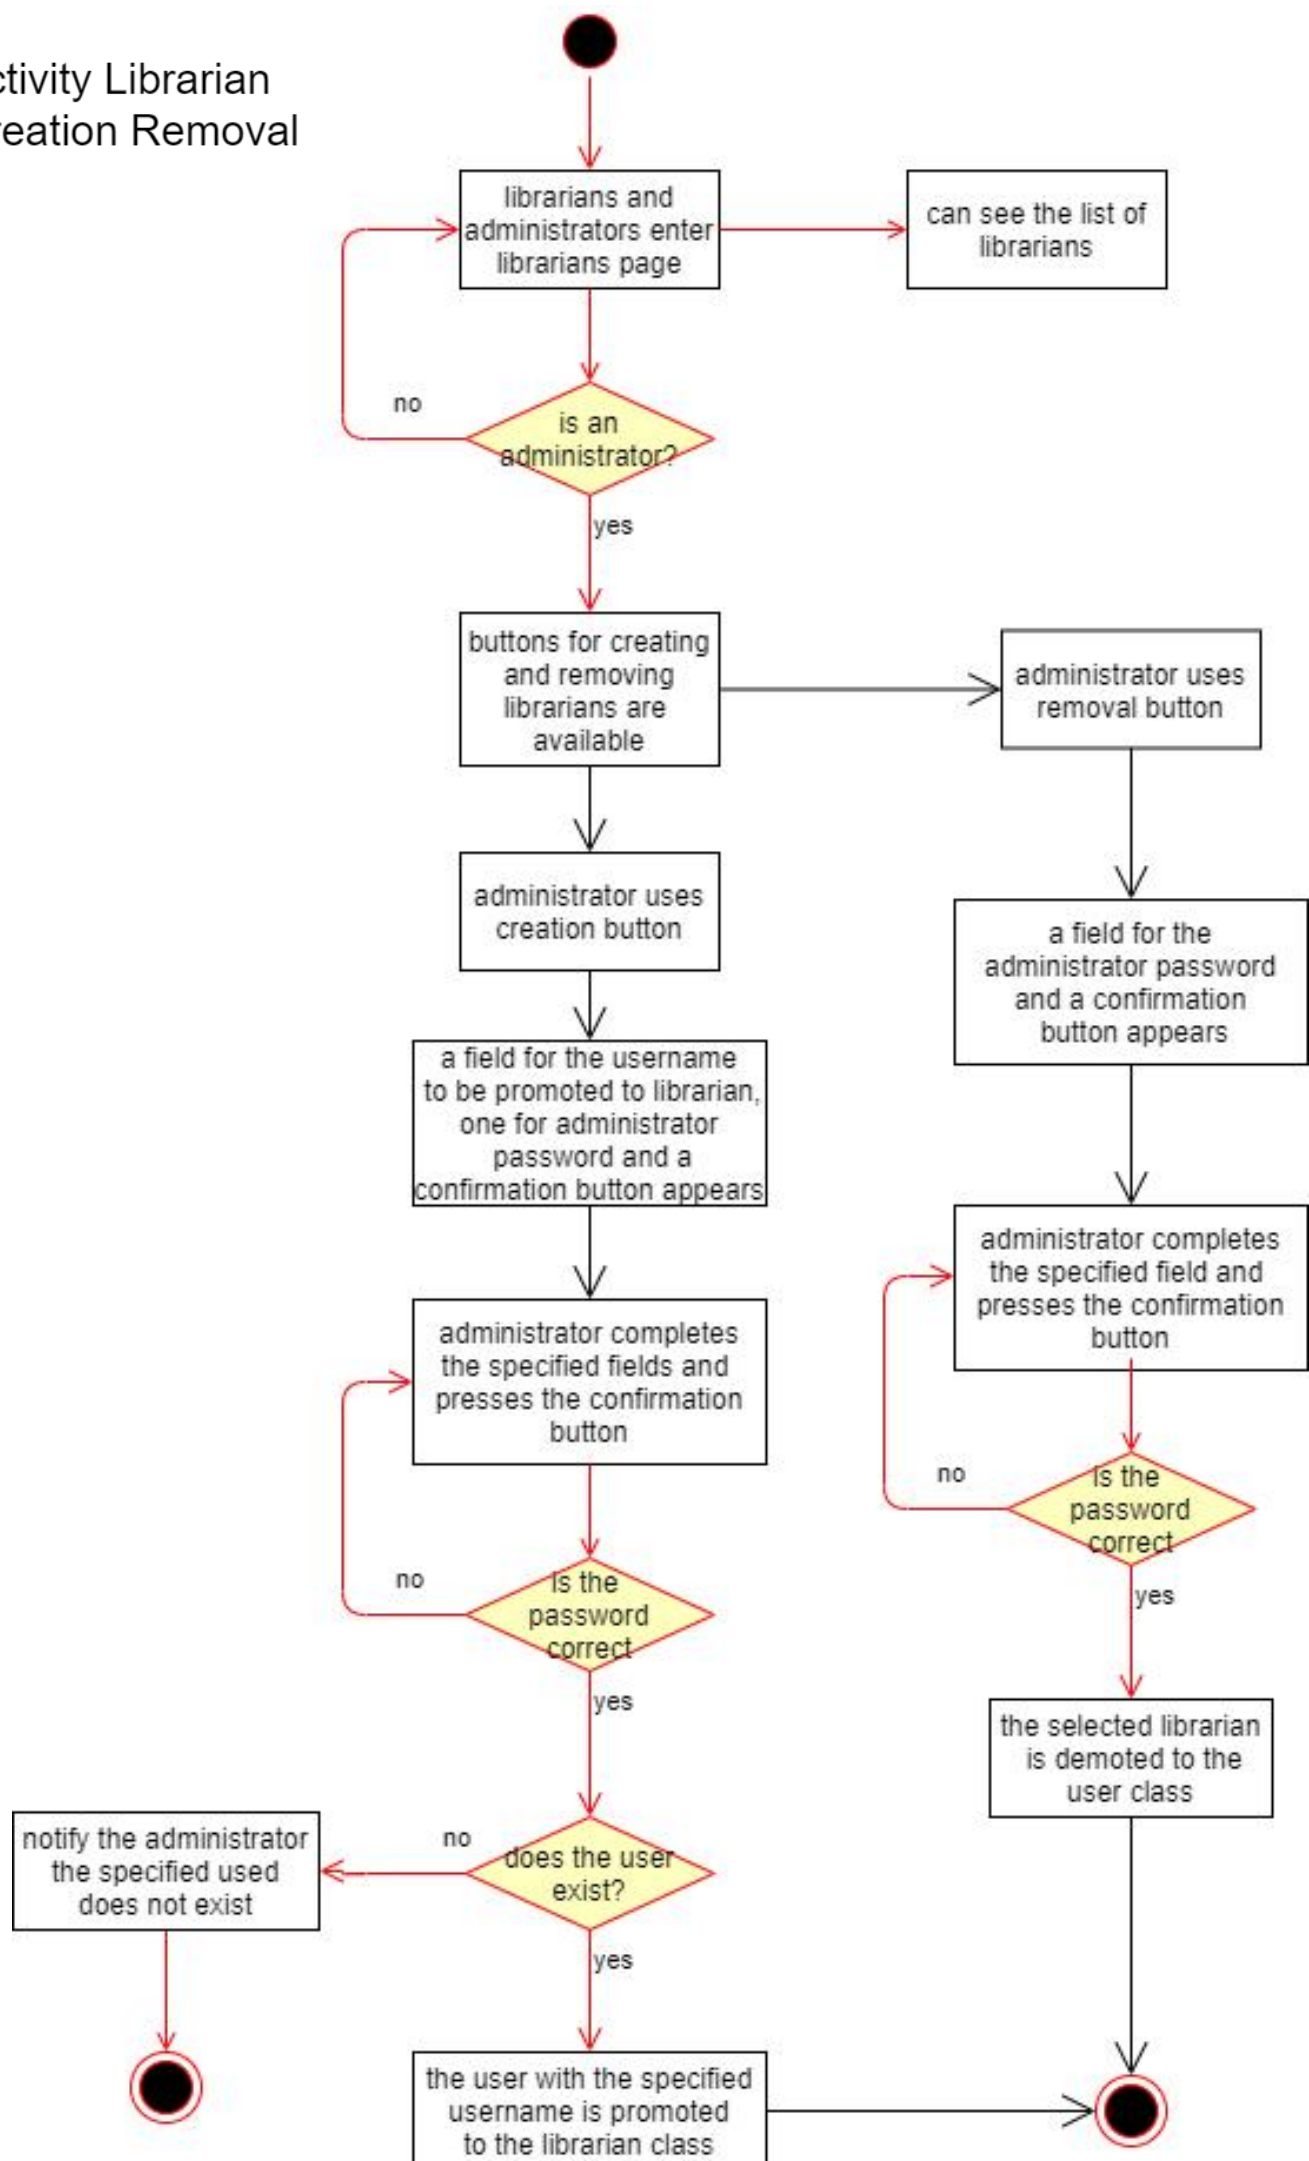 ctivity Librarian
reation Removal
librarians and
administrators enter
librarians page
can see the list of
librarians
no
is an
administrator?
yes
buttons for creating
and removing
librarians are
available
administrator uses
removal button
administrator uses
creation button
a field for the
administrator password
and a confirmation
button appears
a field for the username
to be promoted to librarian,
one for administrator
password and a
confirmation button appears
administrator completes
the specified field and
presses the confirmation
button
administrator completes
the specified fields and
presses the confirmation
button
no
is the
password
correct
yes
no
is the
password
correct
yes
the selected librarian
is demoted to the
user class
notify the administrator
the specified used
does not exist
no
does the user
exist?
yes
the user with the specified
username is promoted
to the librarian class